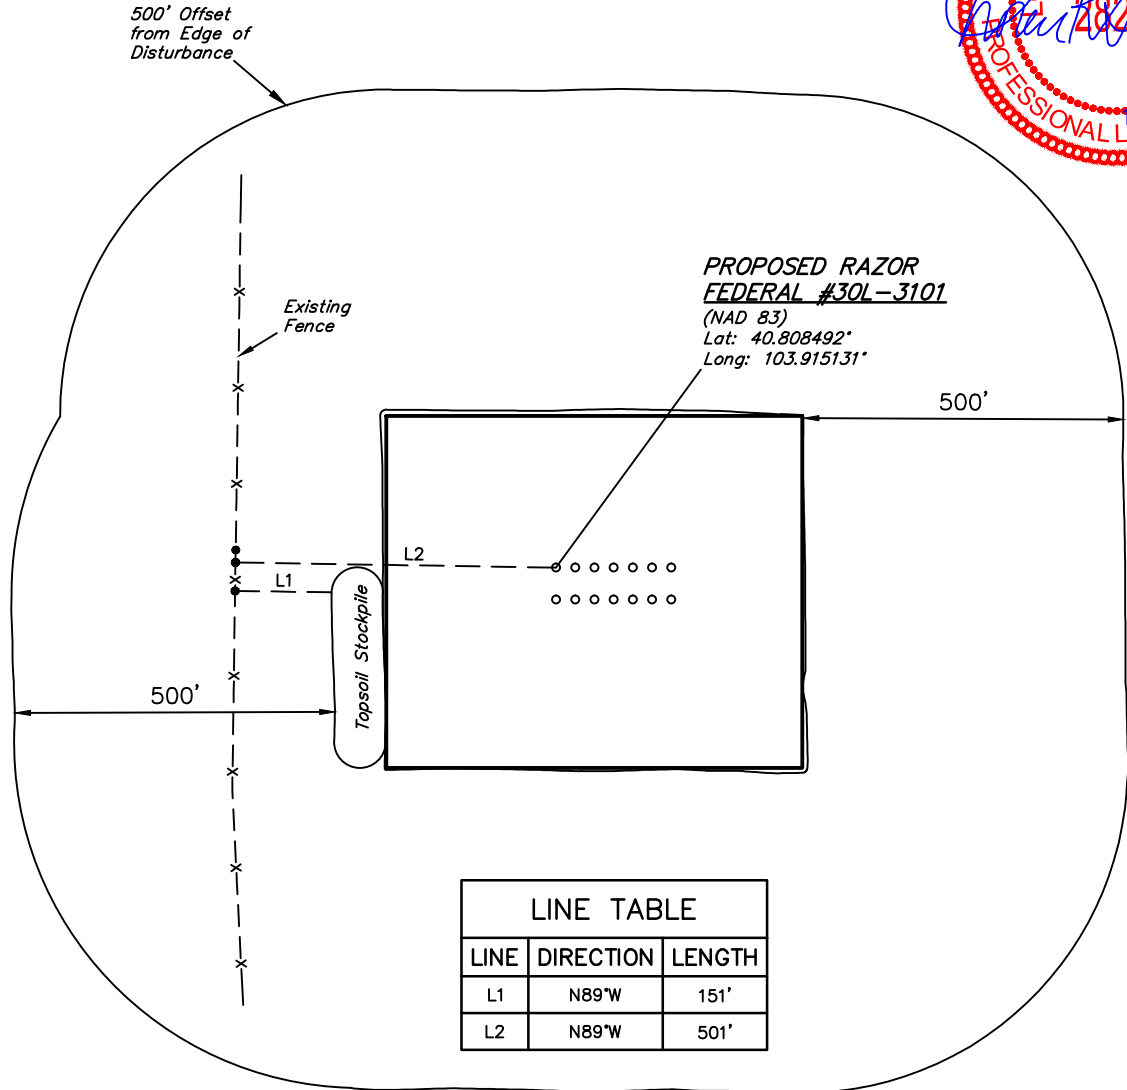 500' Offset
from Edge of
Disturbance
282
PROFESSIONAL L
PROPOSED RAZOR
FEDERAL #30L-3101
(NAD 83)
Lat: 40.808492°
Long: 103.915131°
Existing
Fence
500'
L2
L1
Topsoil Stockpile
500'
LINE TABLE
LINE DIRECTION LENGTH
L1 N89°W 151'
L2 N89°W 501'